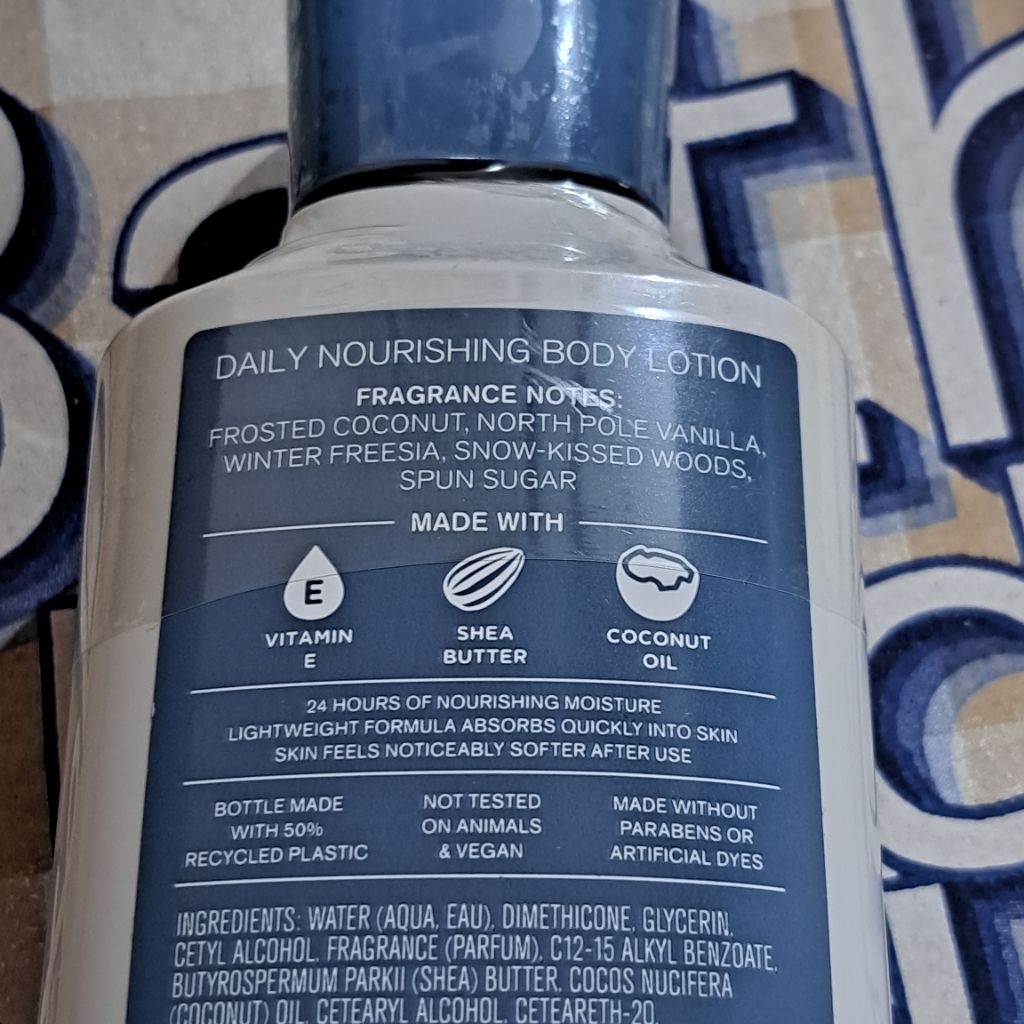 DAILY NOURISHING BODY LOTION
FRAGRANCE NOTES:
FROSTED COCONUT, NORTH POLE VANILLA,
WINTER FREESIA, SNOW-KISSED WOODS,
SPUN SUGAR
MADE WITH
E
VITAMIN
E
SHEA
BUTTER
COCONUT
OIL
24 HOURS OF NOURISHING MOISTURE
LIGHTWEIGHT FORMULA ABSORBS QUICKLY INTO SKIN
SKIN FEELS NOTICEABLY SOFTER AFTER USE
BOTTLE MADE
WITH 50%
RECYCLED PLASTIC
NOT TESTED
ON ANIMALS
& VEGAN
MADE WITHOUT
PARABENS OR
ARTIFICIAL DYES
INGREDIENTS: WATER (AQUA, EAU), DIMETHICONE, GLYCERIN,
CETYL ALCOHOL, FRAGRANCE (PARFUM), C12-15 ALKYL BENZOATE,
BUTYROSPERMUM PARKII (SHEA) BUTTER, COCOS NUCIFERA
(COCONUT) OIL, CETEARYL ALCOHOL, CETEARETH-20,